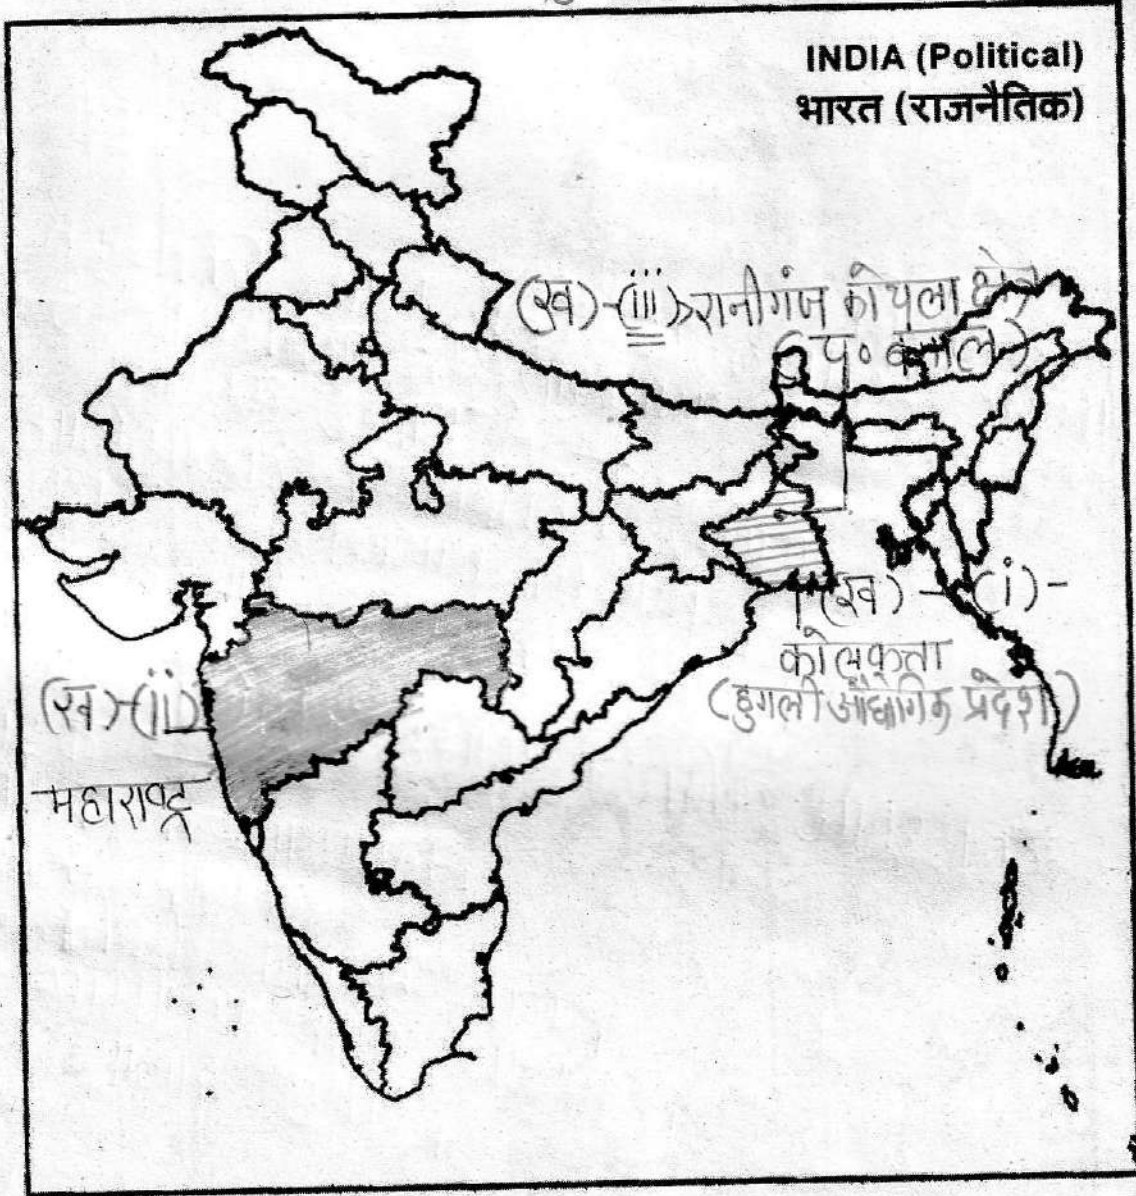 INDIA (Political)
भारत (राजनैतिक)
(ख)-(iii)>रानीगंज कोयला क्षेत्र
(प० बंगाल)
(ख) - (i) -
कोलकता
(हुगली औद्यौगिक प्रदेश)
(ख)-(ii)
महाराष्ट्र